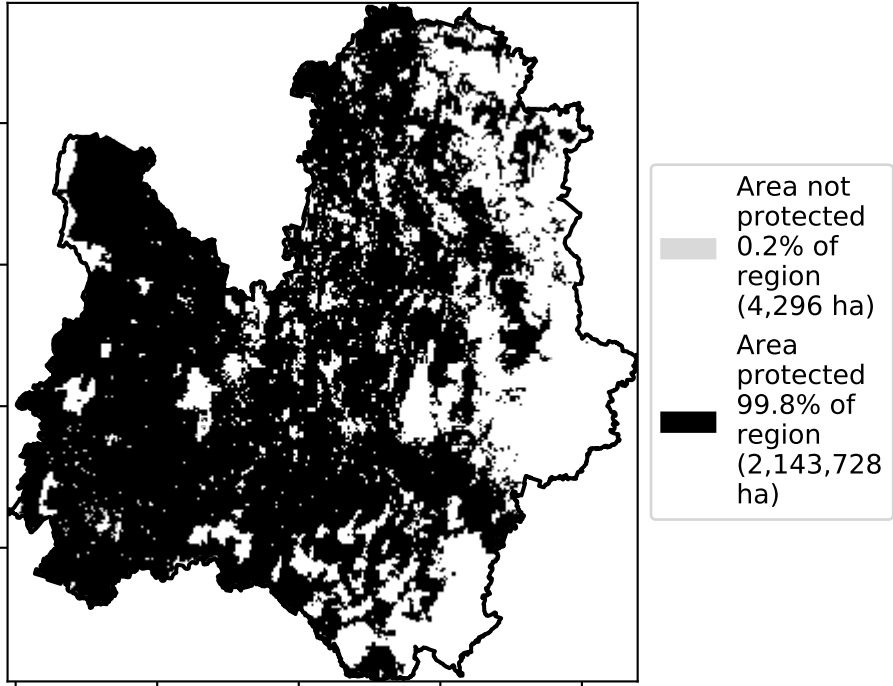 Area not
protected
0.2% of
region
(4,296 ha)
Area
protected
99.8% of
region
(2,143,728
ha)